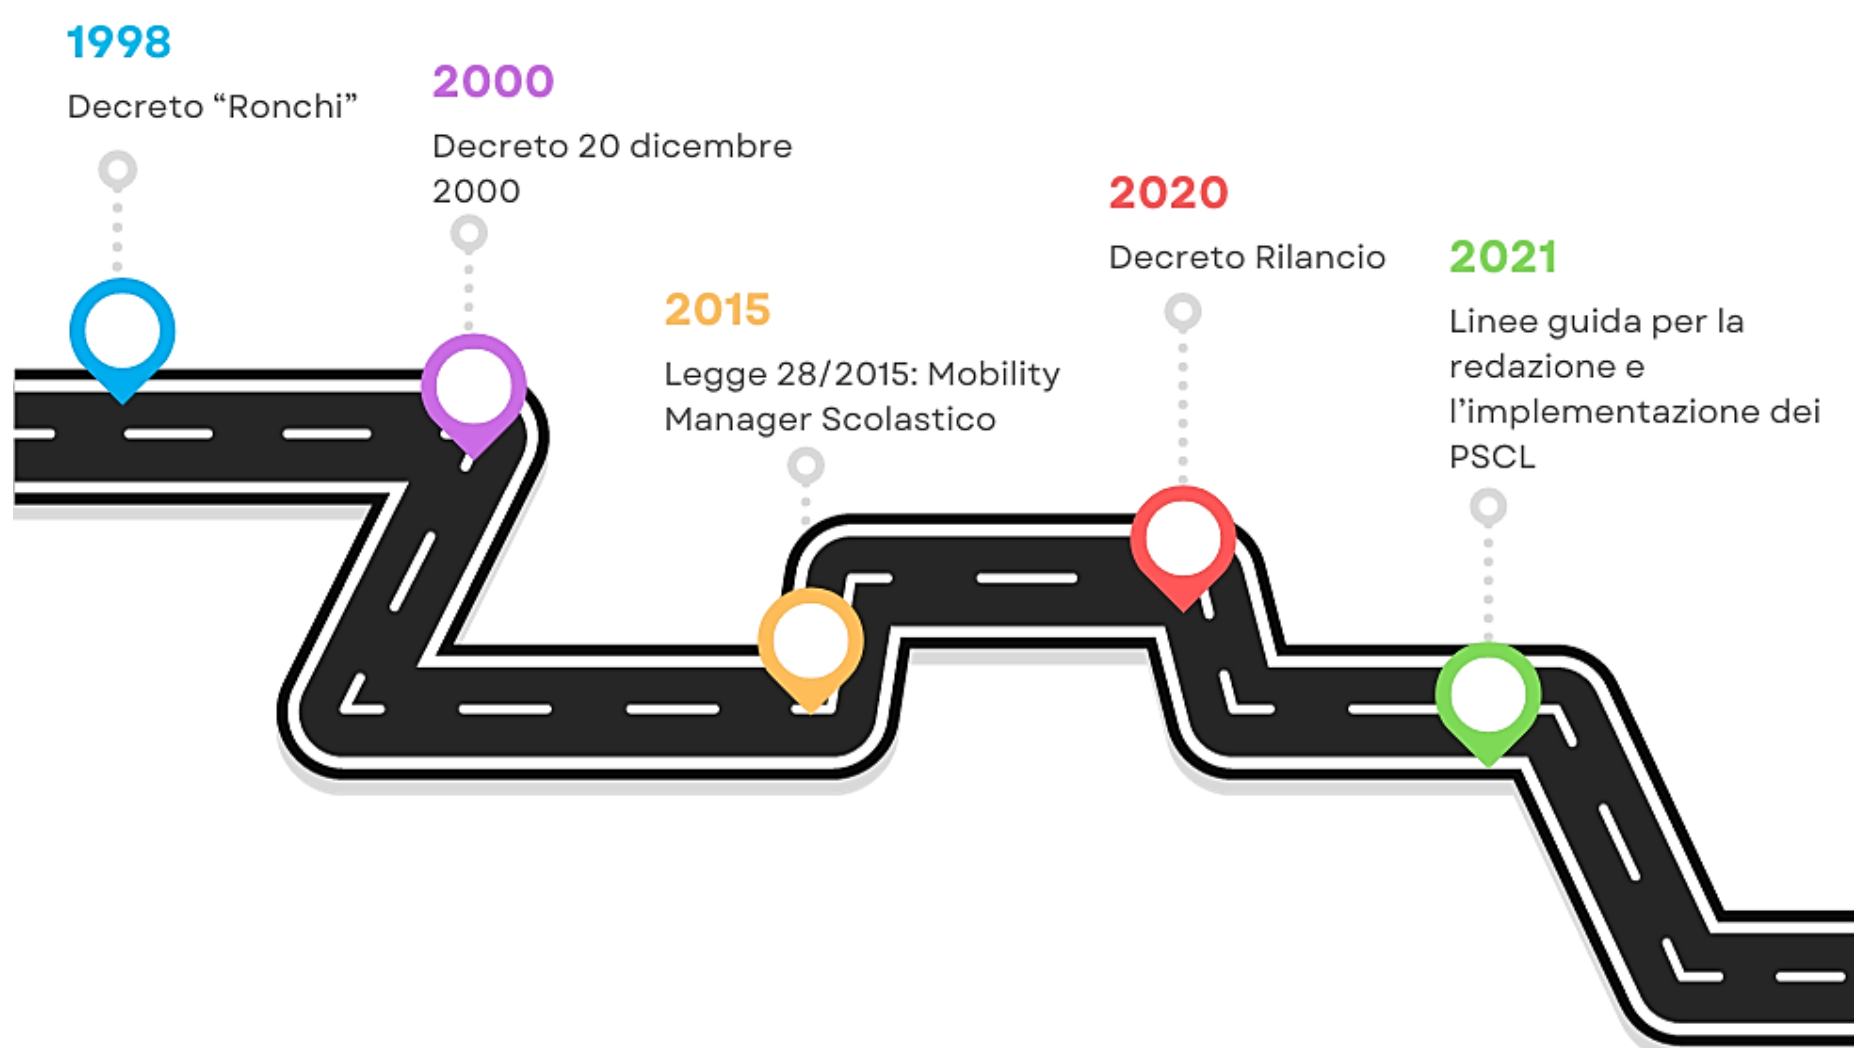 1998
Decreto “Ronchi”
2000
Decreto 20 dicembre
2000
2015
Legge 28/2015: Mobility
Manager Scolastico
2020
Decreto Rilancio
2021
Linee guida per la
redazione e
l’implementazione dei
PSCL